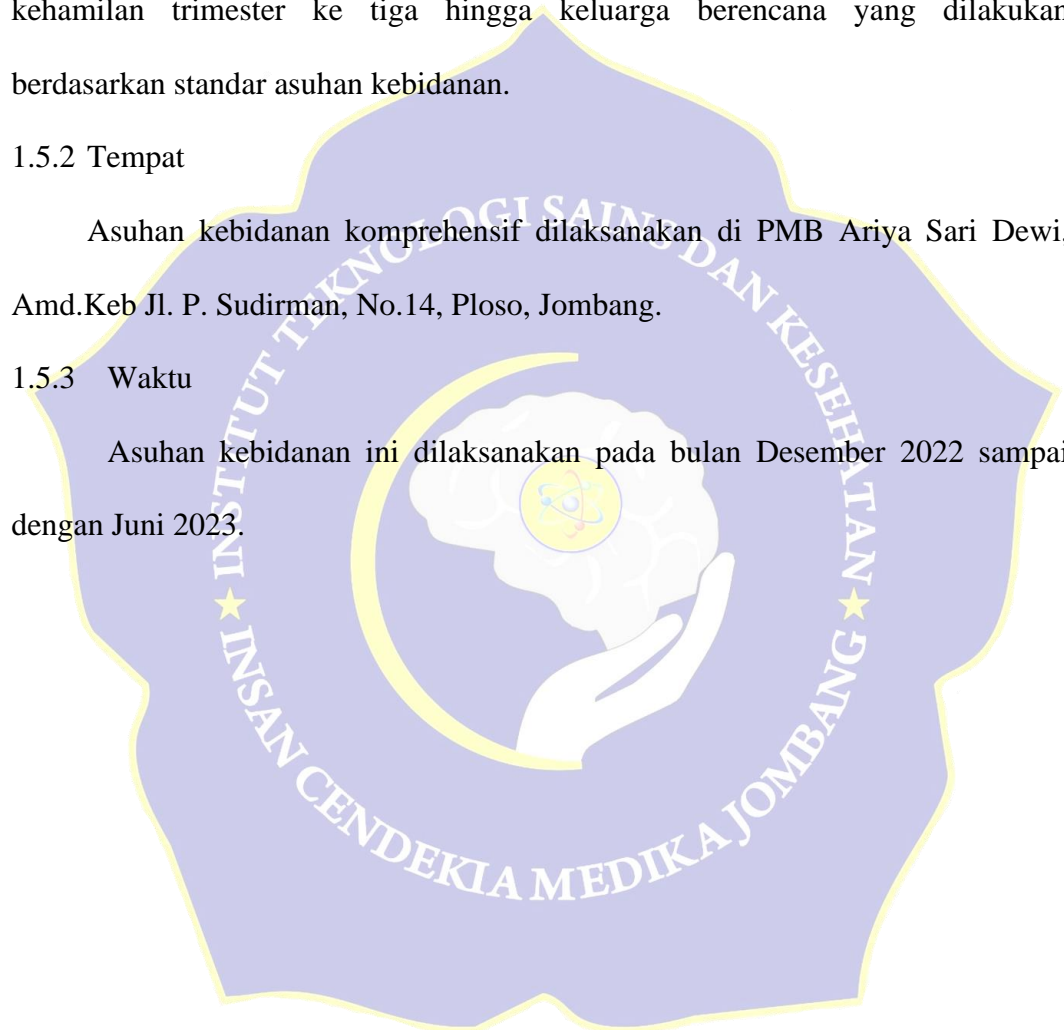 kehamilan trimester ke tiga hingga keluarga berencana yang dilakukan
berdasarkan standar asuhan kebidanan.
1.5.2 Tempat
Asuhan kebidanan komprehensif dilaksanakan di PMB Ariya Sari Dewi.
Amd.Keb Jl. P. Sudirman, No.14, Ploso, Jombang.
1.5.3 Waktu
Asuhan kebidanan ini dilaksanakan pada bulan Desember 2022 sampai
dengan Juni 2023.
INSTITUT TEKNOLOGI SAINS DAN KESEHATAN
INSAN CENDEKIA MEDIKA JOMBANG